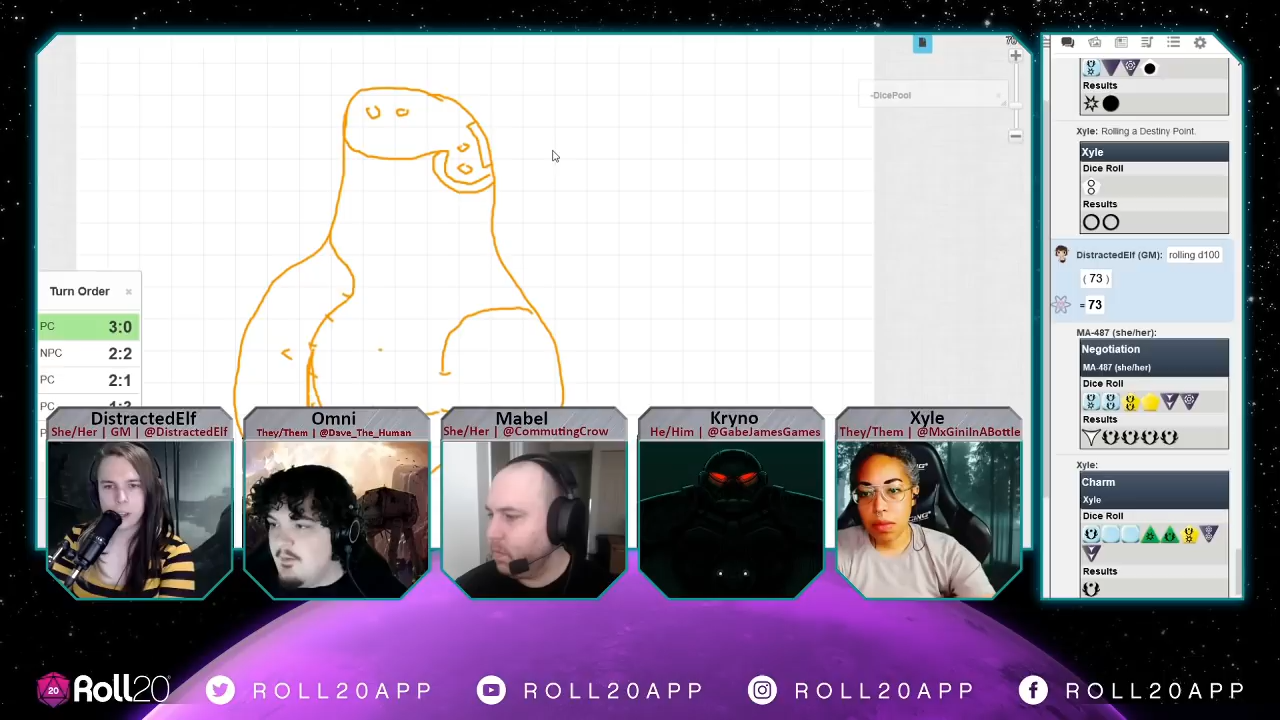 -DicePool
Turn Order
PC 3:0
NPC 2:2
PC 2:1
PC
Results
Xyle: Rolling a Destiny Point.
Xyle
Dice Roll
Results
DistractedElf (GM): rolling d100
( 73 )
= 73
MA-487 (she/her):
Negotiation
MA-487 (she/her)
Dice Roll
Results
Xyle:
Charm
Xyle
Dice Roll
Results
DistractedElf
She/Her | GM | @DistractedElf
Omni
They/Them | @Dave_The_Human
Mabel
She/Her | @CommutingCrow
Kryno
He/Him | @GabeJamesGames
Xyle
They/Them | @MxGiniInABottle
20 Roll20
ROLL20APP
ROLL20APP
ROLL20APP
ROLL20APP